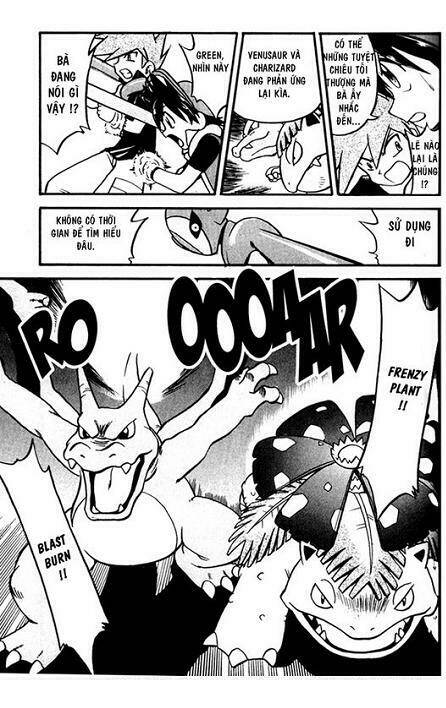 CÓ THỂ
NHỮNG TUYỆT
CHIÊU TỐI
THƯỢNG MÀ
BÀ ẤY
NHẮC
ĐẾN...
LẼ NÀO
LẠI LÀ
CHÚNG
!?
VENUSAUR VÀ
CHARIZARD
ĐANG PHẢN ỨNG
LẠI KÌA.
GREEN,
NHÌN NÀY
BÀ
ĐANG
NÓI GÌ
VẬY !?
SỬ DỤNG
ĐI
KHÔNG CÓ THỜI
GIAN ĐỂ TÌM HIỂU
ĐÂU.
ROOOOAAAR
FRENZY
PLANT
!!
BLAST
BURN
!!